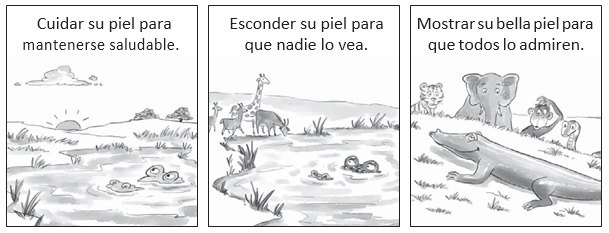 Cuidar su piel para
mantenerse saludable.
Esconder su piel para
que nadie lo vea.
Mostrar su bella piel para
que todos lo admiren.